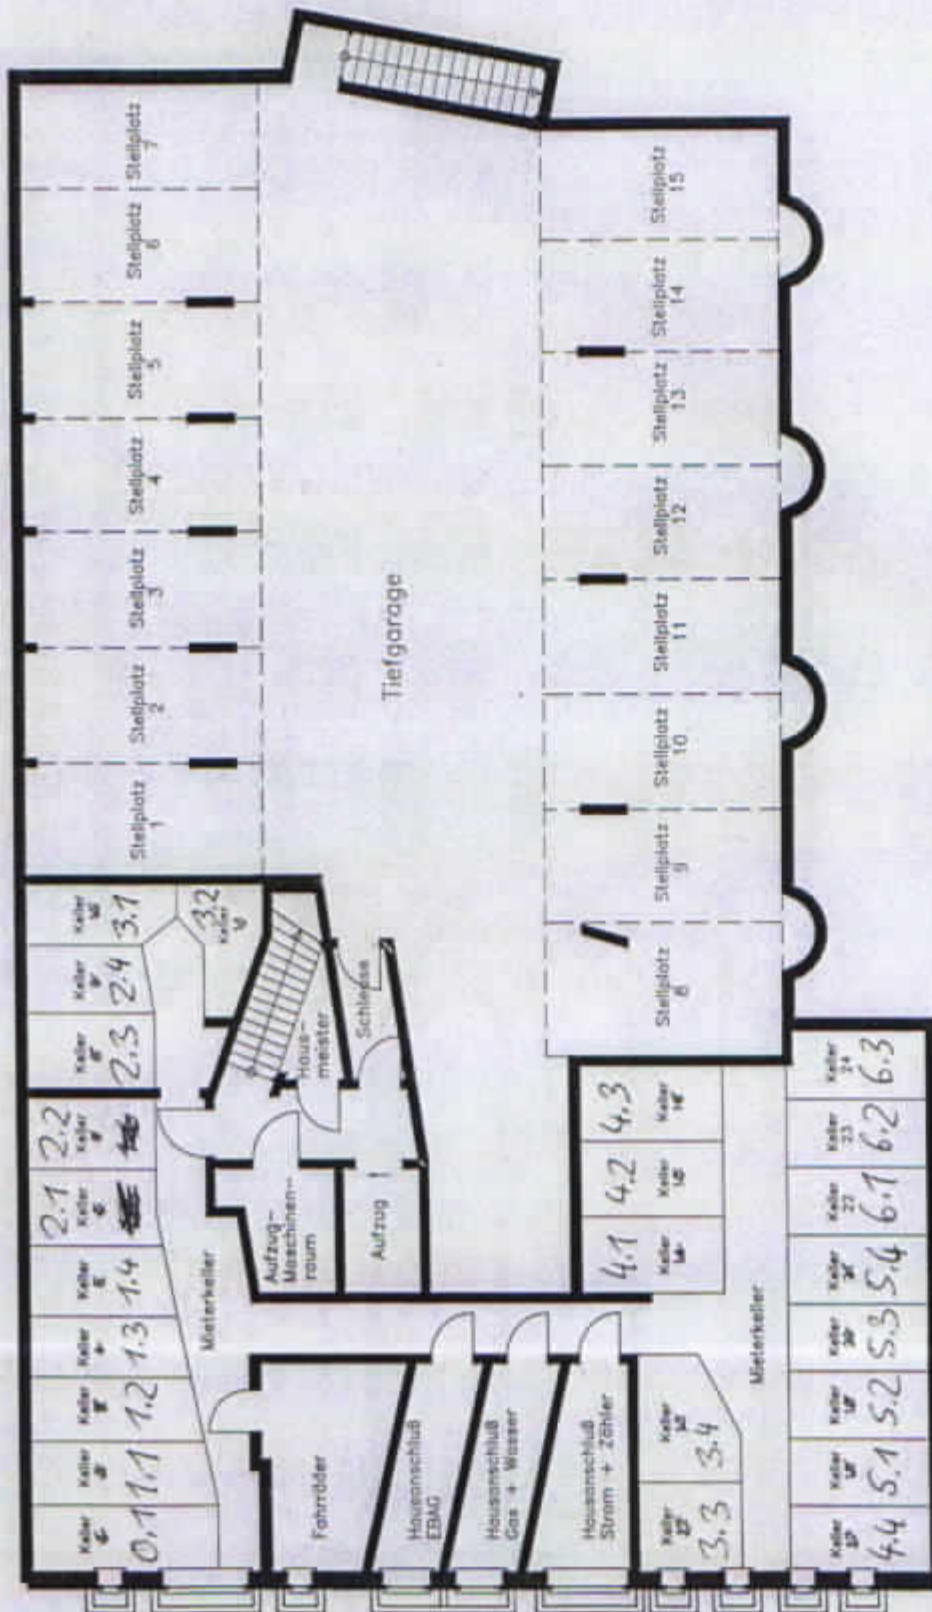 Stellplatz
7
Stellplatz
6
Stellplatz
5
Stellplatz
4
Stellplatz
3
Stellplatz
2
Stellplatz
1
Tiefgarage
Stellplatz
15
Stellplatz
14
Stellplatz
13
Stellplatz
12
Stellplatz
11
Stellplatz
10
Stellplatz
9
Stellplatz
8
Keller
3.1
Keller
2.4
Keller
2.3
3.2
Keller
2.2
Keller
2.1
Keller
Keller
1.4
Keller
1.3
Keller
1.2
Keller
1.1
Keller
0.1
Mieterkeller
Haus-
meister
Schleuse
Aufzug-
Maschinen-
raum
Aufzug
Fahrräder
Hausanschluß
EBAG
Hausanschluß
Gas + Wasser
Hausanschluß
Strom + Zähler
4.3
Keller
4.2
Keller
4.1
Keller
Keller
3.4
Keller
3.3
Mieterkeller
Keller
24
6.3
Keller
23
6.2
Keller
22
6.1
Keller
5.4
Keller
5.3
Keller
5.2
Keller
5.1
Keller
4.4